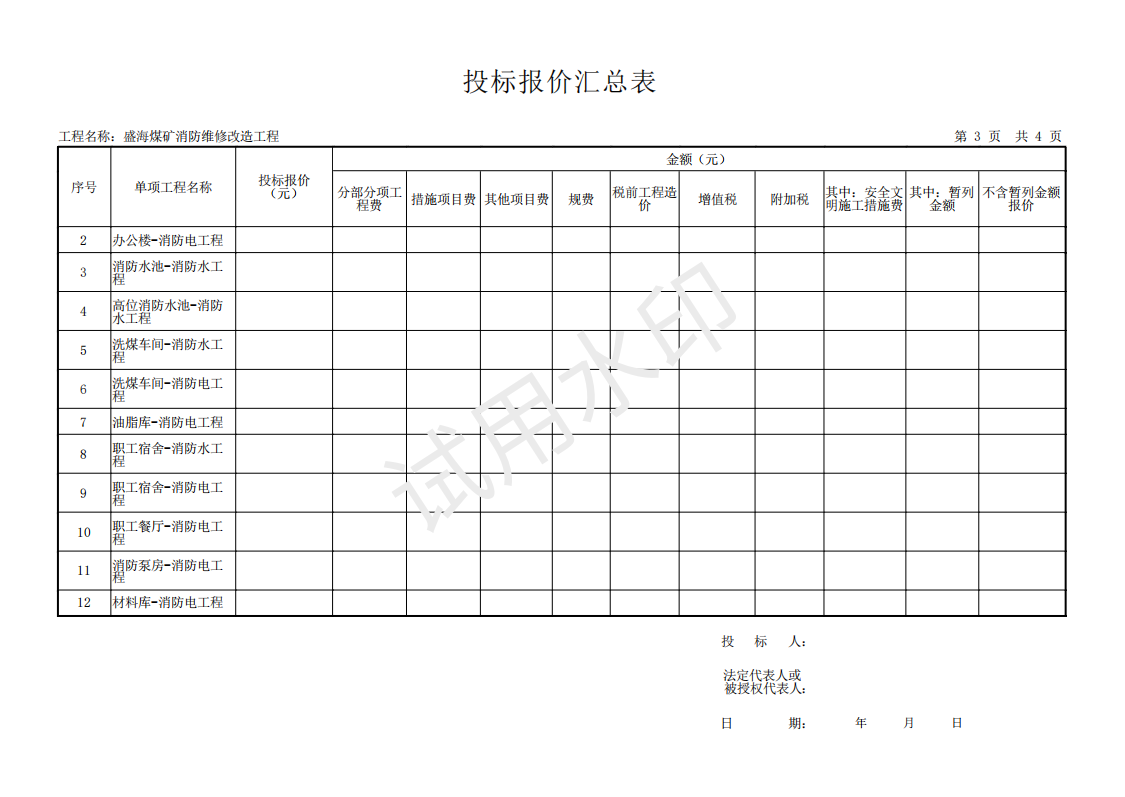 投标报价汇总表
工程名称：盛海煤矿消防维修改造工程 第 3 页 共 4 页
金额（元）
序号 单项工程名称 投标报价
（元）
分部分项工
程费
措施项目费 其他项目费 规费 税前工程造
价
增值税 附加税 其中：安全文
明施工措施费
其中：暂列
金额
不含暂列金额
报价
2 办公楼-消防电工程
3 消防水池-消防水工
程
4 高位消防水池-消防
水工程
5 洗煤车间-消防水工
程
6 洗煤车间-消防电工
程
7 油脂库-消防电工程
8 职工宿舍-消防水工
程
9 职工宿舍-消防电工
程
10 职工餐厅-消防电工
程
11 消防泵房-消防电工
程
12 材料库-消防电工程
试用水印
投 标 人：
法定代表人或
被授权代表人：
日 期： 年 月 日